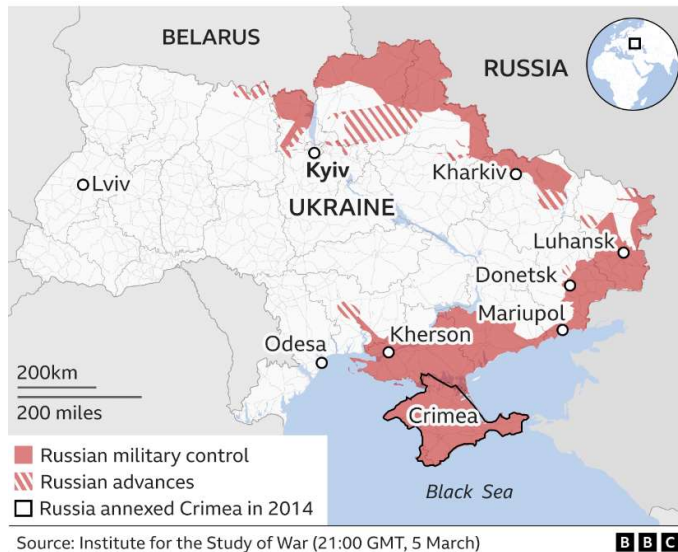 BELARUS
RUSSIA
Kyiv
Lviv
Kharkiv
UKRAINE
Luhansk
Donetsk
Mariupol
Odesa
Kherson
200km
200 miles
Crimea
Russian military control
Russian advances
Russia annexed Crimea in 2014
Black Sea
Source: Institute for the Study of War (21:00 GMT, 5 March)
BBC